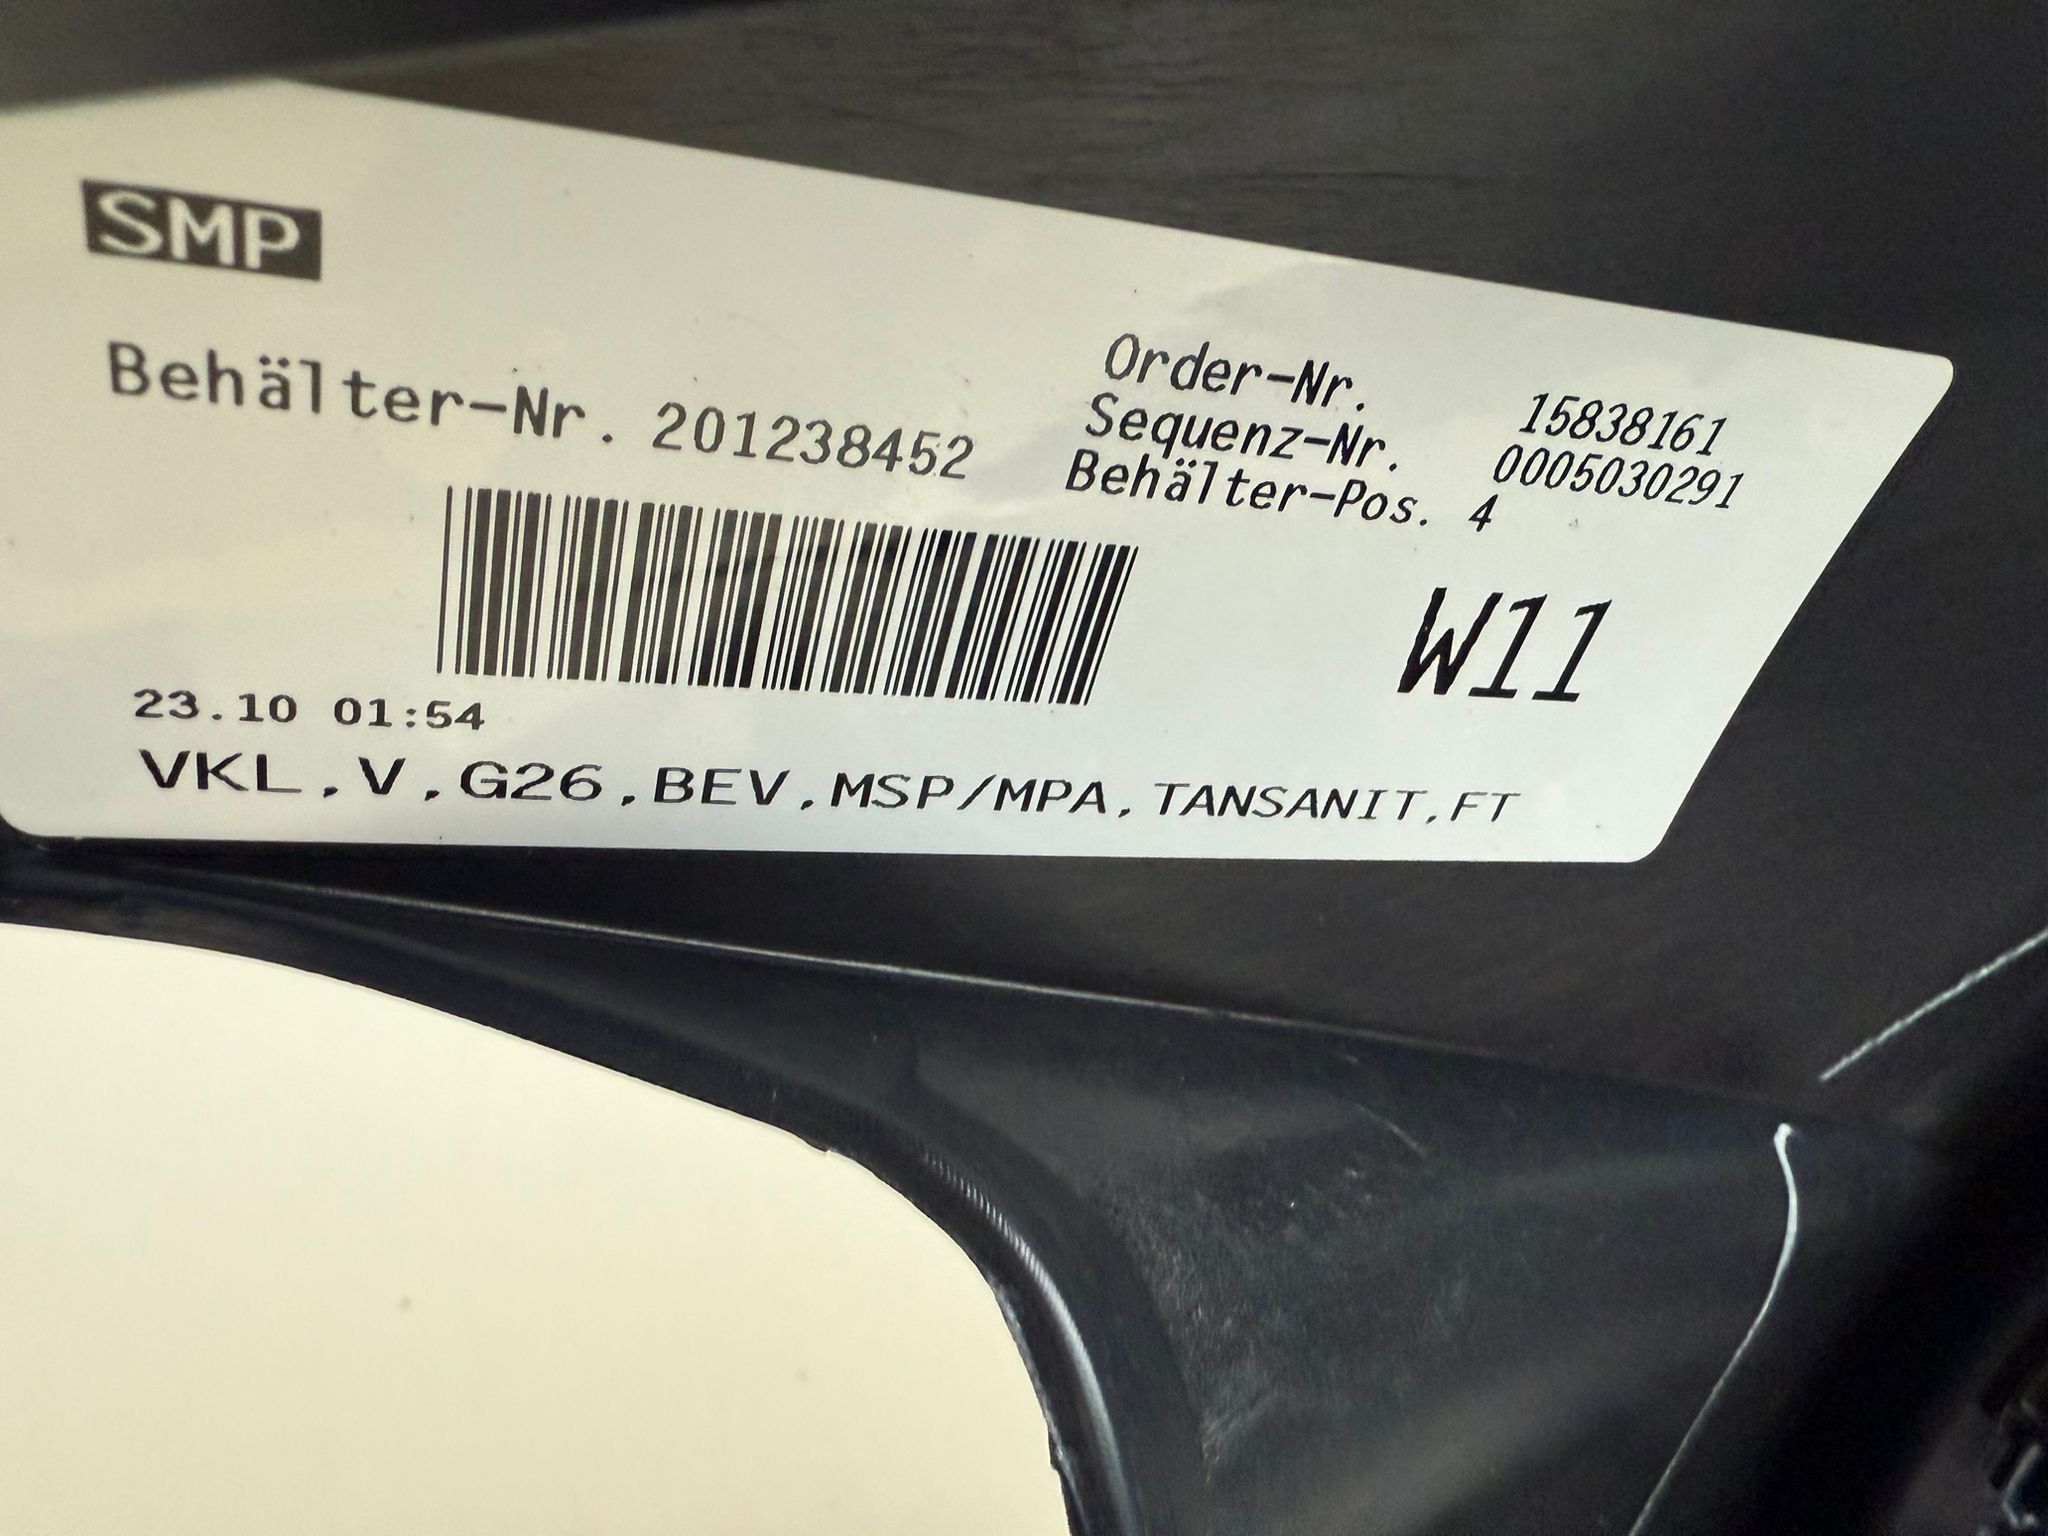 SMP
Behälter-Nr. 201238452
Order-Nr. 15838161
Sequenz-Nr. 0005030291
Behälter-Pos. 4
W11
23.10 01:54
VKL,V,G26,BEV,MSP/MPA,TANSANIT,FT